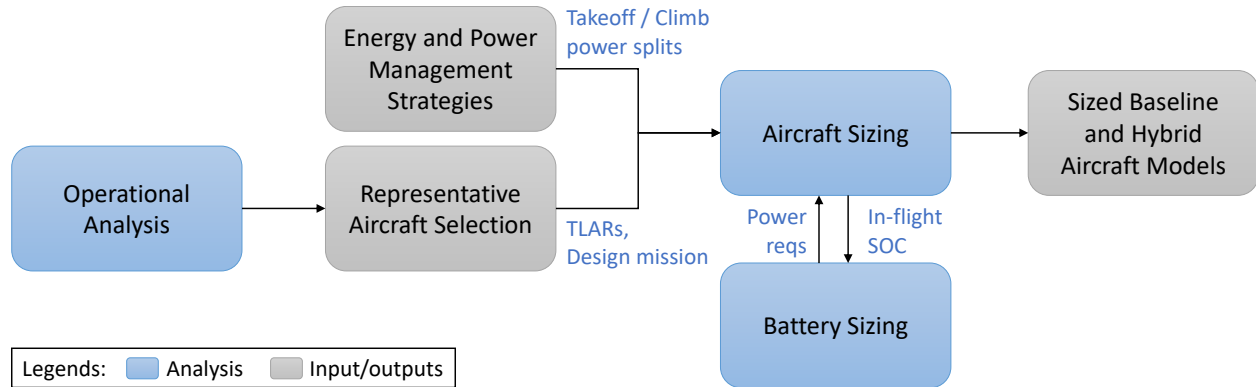 Energy and Power
Management
Strategies
Takeoff / Climb
power splits
Operational
Analysis
Representative
Aircraft Selection
TLARs,
Design mission
Aircraft Sizing
Sized Baseline
and Hybrid
Aircraft Models
Power
reqs
In-flight
SOC
Battery Sizing
Legends:
Analysis
Input/outputs